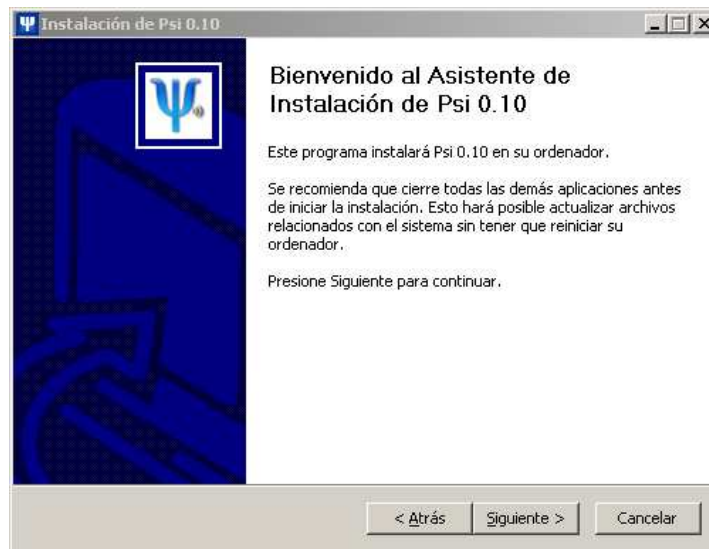 Instalación de Psi 0.10
Bienvenido al Asistente de
Instalación de Psi 0.10
Este programa instalará Psi 0.10 en su ordenador.
Se recomienda que cierre todas las demás aplicaciones antes
de iniciar la instalación. Esto hará posible actualizar archivos
relacionados con el sistema sin tener que reiniciar su
ordenador.
Presione Siguiente para continuar.
< Atrás Siguiente > Cancelar